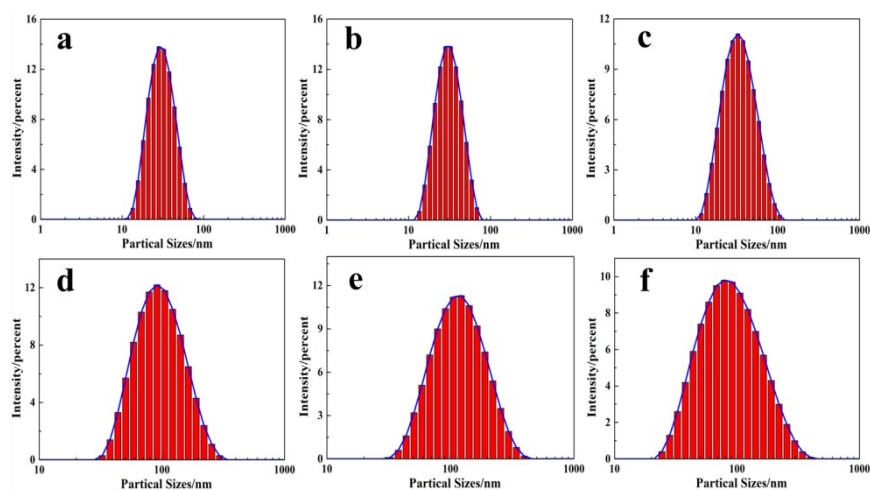 a
Intensity/percent
16
12
8
4
0
1 10 100 1000
Partical Sizes/nm
b
Intensity/percent
16
12
8
4
0
1 10 100 1000
Partical Sizes/nm
c
Intensity/percent
12
9
6
3
0
1 10 100 1000
Partical Sizes/nm
d
Intensity/percent
12
8
4
0
10 100 1000
Partical Sizes/nm
e
Intensity/percent
12
9
6
3
0
10 100 1000
Partical Sizes/nm
f
Intensity/percent
10
8
6
4
2
0
10 100 1000
Partical Sizes/nm